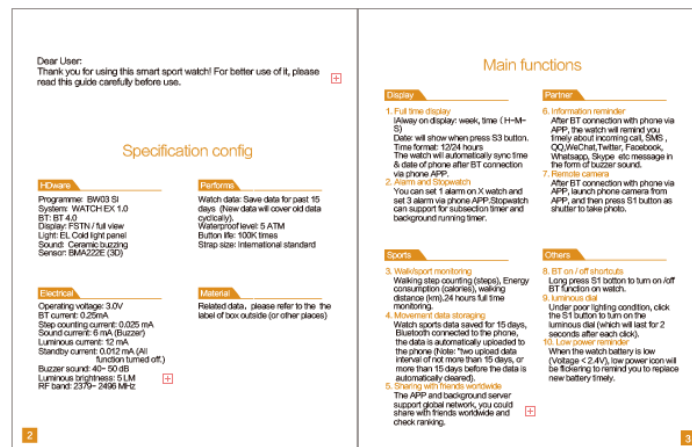 Dear User:
Thank you for using this smart sport watch! For better use of it, please
read this guide carefully before use.
Specification config
HDware
Programme: BW03 SI
System: WATCH EX 1.0
BT: BT 4.0
Display: FSTN / full view
Light: EL Cold light panel
Sound: Ceramic buzzing
Sensor: BMA222E (3D)
Performs
Watch data: Save data for past 15
days (New data will cover old data
cyclically).
Waterproof level: 5 ATM
Button life: 100K times
Strap size: International standard
Electrical
Operating voltage: 3.0V
BT current: 0.25mA
Step counting current: 0.025 mA
Sound current: 6 mA (Buzzer)
Luminous current: 12 mA
Standby current: 0.012 mA (All
function turned off.)
Buzzer sound: 40~ 50 dB
Luminous brightness: 5 LM
RF band: 2379~ 2496 MHz
Material
Related data, please refer to the the
label of box outside (or other places)
2
Main functions
Display
1. Full time display
!Alway on display: week, time ( H-M-
S)
Date: will show when press S3 button.
Time format: 12/24 hours
The watch will automatically sync time
& date of phone after BT connection
via phone APP.
2. Alarm and Stopwatch
You can set 1 alarm on X watch and
set 3 alarm via phone APP.Stopwatch
can support for subsection timer and
background running timer.
Sports
3. Walk/sport monitoring
Walking step counting (steps), Energy
consumption (calories), walking
distance (km).24 hours full time
monitoring.
4. Movement data storaging
Watch sports data saved for 15 days,
Bluetooth connected to the phone,
the data is automatically uploaded to
the phone (Note: "two upload data
interval of not more than 15 days, or
more than 15 days before the data is
automatically cleared).
5. Sharing with friends worldwide
The APP and background server
support global network, you could
share with friends worldwide and
check ranking.
Partner
6. Information reminder
After BT connection with phone via
APP, the watch will remind you
timely about incoming call, SMS ,
QQ,WeChat,Twitter, Facebook,
Whatsapp, Skype etc message in
the form of buzzer sound.
7. Remote camera
After BT connection with phone via
APP, launch phone camera from
APP, and then press S1 button as
shutter to take photo.
Others
8. BT on / off shortcuts
Long press S1 botton to turn on /off
BT function on watch.
9. luminous dial
Under poor lighting condition, click
the S1 button to turn on the
luminous dial (which will last for 2
seconds after each click).
10. Low power reminder
When the watch battery is low
(Voltage < 2.4V), low power icon will
be flickering to remind you to replace
new battery timely.
3